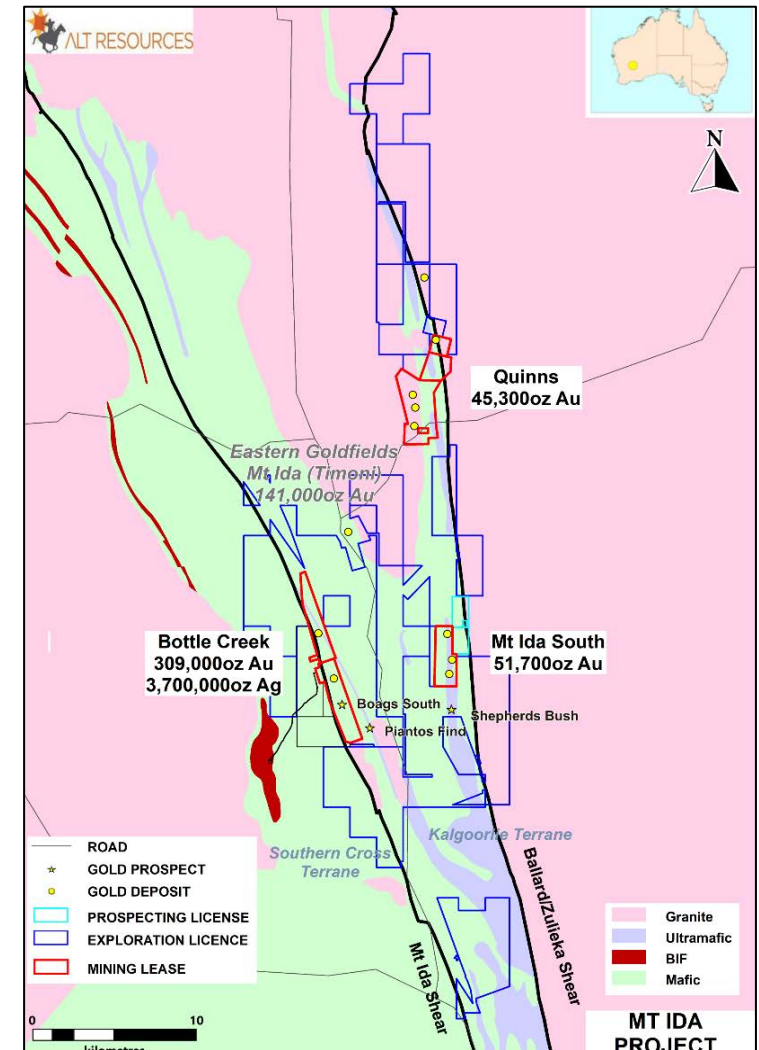 ALT RESOURCES
N
Quinns
45,300oz Au
Eastern Goldfields
Mt Ida (Timoni)
141,000oz Au
Bottle Creek
309,000oz Au
3,700,000oz Ag
Mt Ida South
51,700oz Au
Boags South
Shepherds Bush
Piantos Find
Kalgoorlie Terrane
Southern Cross
Terrane
Ballard/Zulieka Shear
Mt Ida Shear
ROAD
GOLD PROSPECT
GOLD DEPOSIT
PROSPECTING LICENSE
EXPLORATION LICENCE
MINING LEASE
Granite
Ultramafic
BIF
Mafic
0 10
kilometres
MT IDA
PROJECT